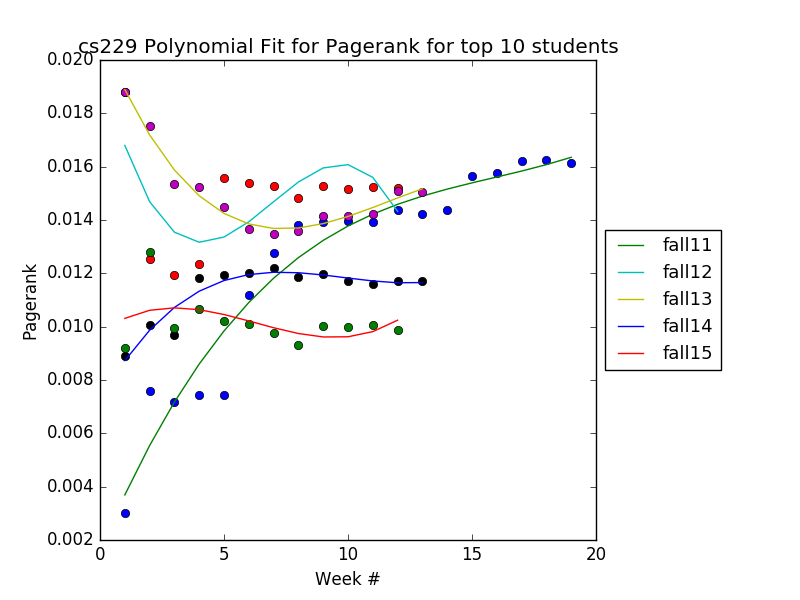 cs229 Polynomial Fit for Pagerank for top 10 students
0.020
0.018
0.016
0.014
0.012
0.010
0.008
0.006
0.004
0.002
Pagerank
0 5 10 15 20
Week #
fall11
fall12
fall13
fall14
fall15